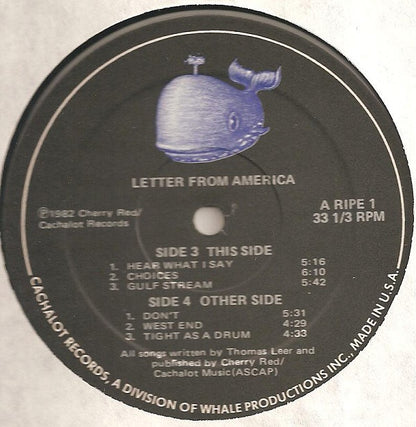 LETTER FROM AMERICA
℗1982 Cherry Red/
Cachalot Records
A RIPE 1
33 1/3 RPM
SIDE 3 THIS SIDE
1. HEAR WHAT I SAY 5:16
2. CHOICES 6:10
3. GULF STREAM 5:42
SIDE 4 OTHER SIDE
1. DON'T 5:31
2. WEST END 4:29
3. TIGHT AS A DRUM 4:33
All songs written by Thomas Leer and
published by Cherry Red/
Cachalot Music(ASCAP)
CACHALOT RECORDS, A DIVISION OF WHALE PRODUCTIONS INC., MADE IN U.S.A.